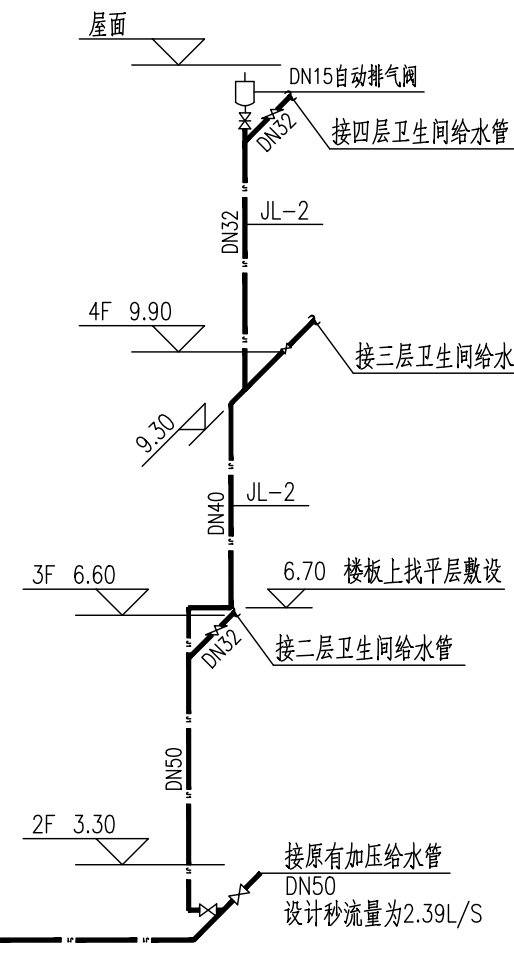 屋面
DN15自动排气阀
DN32
接四层卫生间给水管
DN32
JL-2
4F 9.90
接三层卫生间给水
9.30
DN40
JL-2
3F 6.60
6.70 楼板上找平层敷设
DN32
接二层卫生间给水管
DN50
2F 3.30
接原有加压给水管
DN50
设计秒流量为2.39L/S